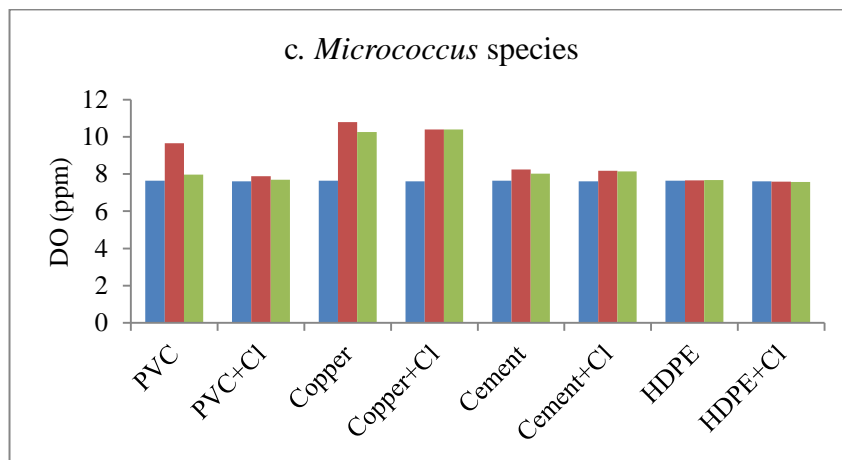 c. Micrococcus species
12
10
8
6
4
2
0
DO (ppm)
PVC
PVC+Cl
Copper
Copper+Cl
Cement
Cement+Cl
HDPE
HDPE+Cl